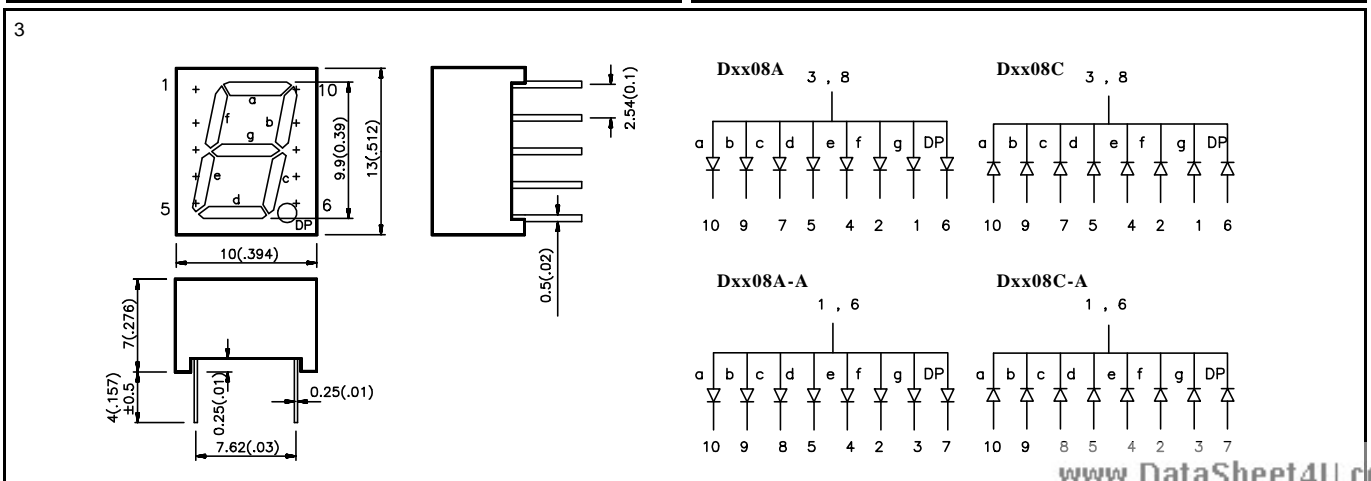 3
1
10
a
f
b
g
e
c
d
5
6
DP
9.9(0.39)
13(.512)
10(.394)
2.54(0.1)
0.5(.02)
7(.276)
4(.157)
±0.5
0.25(.01)
0.25(.01)
7.62(.03)
Dxx08A
3 , 8
a b c d e f g DP
10 9 7 5 4 2 1 6
Dxx08C
3 , 8
a b c d e f g DP
10 9 7 5 4 2 1 6
Dxx08A-A
1 , 6
a b c d e f g DP
10 9 8 5 4 2 3 7
Dxx08C-A
1 , 6
a b c d e f g DP
10 9 8 5 4 2 3 7
www.DataSheet4U.c